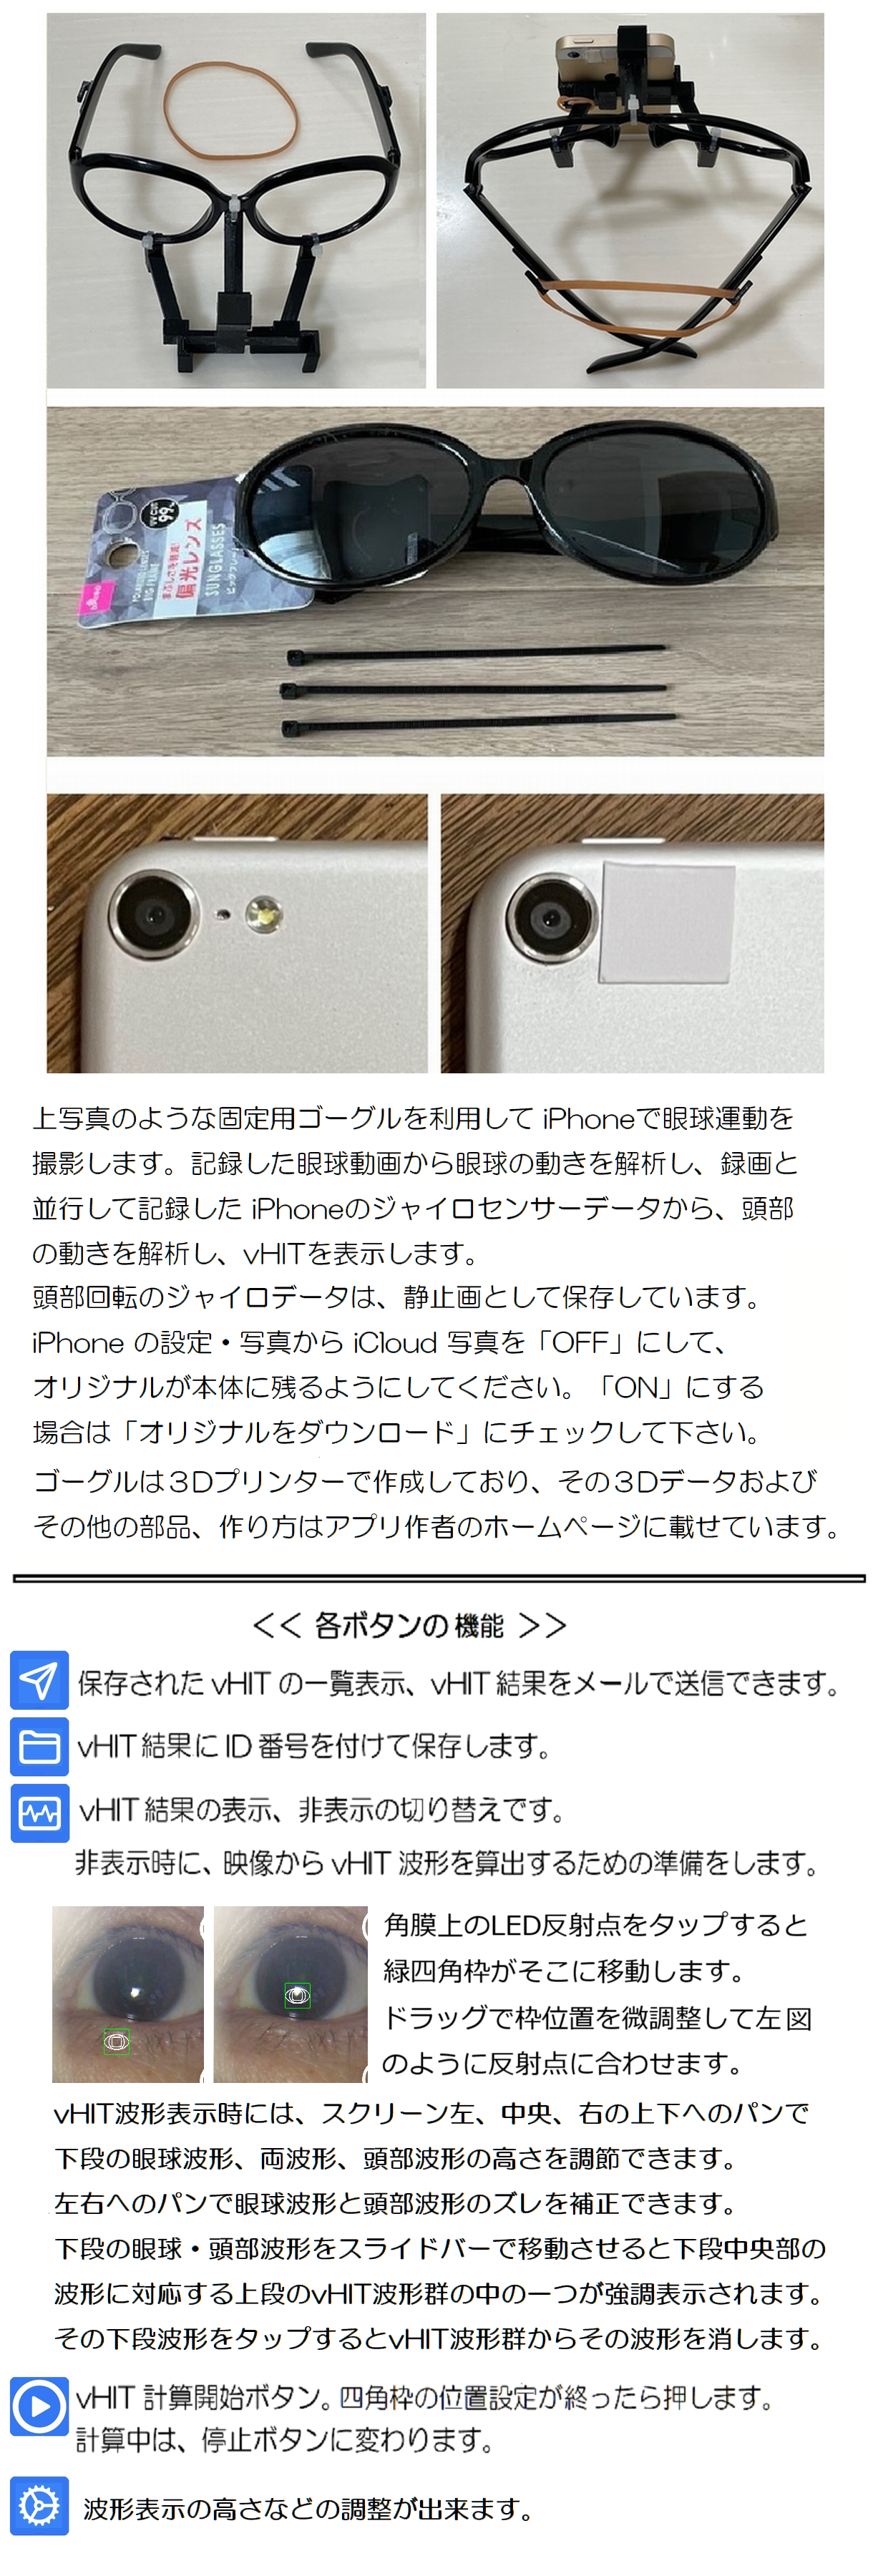 UV CUT
99%
POLARIZED LENSES
BIG FRAME
偏光レンズ
SUNGLASSES
上写真のような固定用ゴーグルを利用して iPhoneで眼球運動を
撮影します。記録した眼球動画から眼球の動きを解析し、録画と
並行して記録した iPhoneのジャイロセンサーデータから、頭部
の動きを解析し、vHITを表示します。
頭部回転のジャイロデータは、静止画として保存しています。
iPhone の設定・写真から iCloud 写真を「OFF」にして、
オリジナルが本体に残るようにしてください。「ON」にする
場合は「オリジナルをダウンロード」にチェックして下さい。
ゴーグルは３Dプリンターで作成しており、その３Dデータおよび
その他の部品、作り方はアプリ作者のホームページに載せています。
<< 各ボタンの機能 >>
保存された vHIT の一覧表示、vHIT 結果をメールで送信できます。
vHIT 結果に ID 番号を付けて保存します。
vHIT 結果の表示、非表示の切り替えです。
非表示時に、映像から vHIT 波形を算出するための準備をします。
角膜上のLED反射点をタップすると
緑四角枠がそこに移動します。
ドラッグで枠位置を微調整して左図
のように反射点に合わせます。
vHIT波形表示時には、スクリーン左、中央、右の上下へのパンで
下段の眼球波形、両波形、頭部波形の高さを調節できます。
左右へのパンで眼球波形と頭部波形のズレを補正できます。
下段の眼球・頭部波形をスライドバーで移動させると下段中央部の
波形に対応する上段のvHIT波形群の中の一つが強調表示されます。
その下段波形をタップするとvHIT波形群からその波形を消します。
vHIT 計算開始ボタン。四角枠の位置設定が終ったら押します。
計算中は、停止ボタンに変わります。
波形表示の高さなどの調整が出来ます。